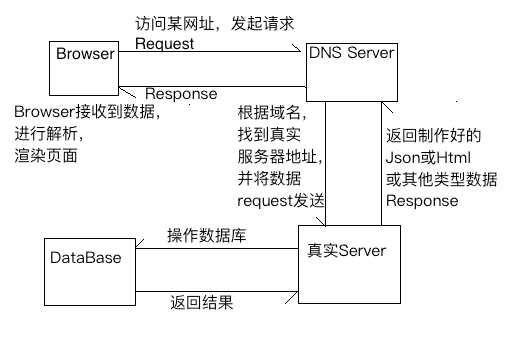 访问某网址，发起请求
Request
Browser
DNS Server
Response
Browser接收到数据，
进行解析，
渲染页面
根据域名，
找到真实
服务器地址，
并将数据
request发送
返回制作好的
Json或Html
或其他类型数据
Response
操作数据库
DataBase
真实Server
返回结果